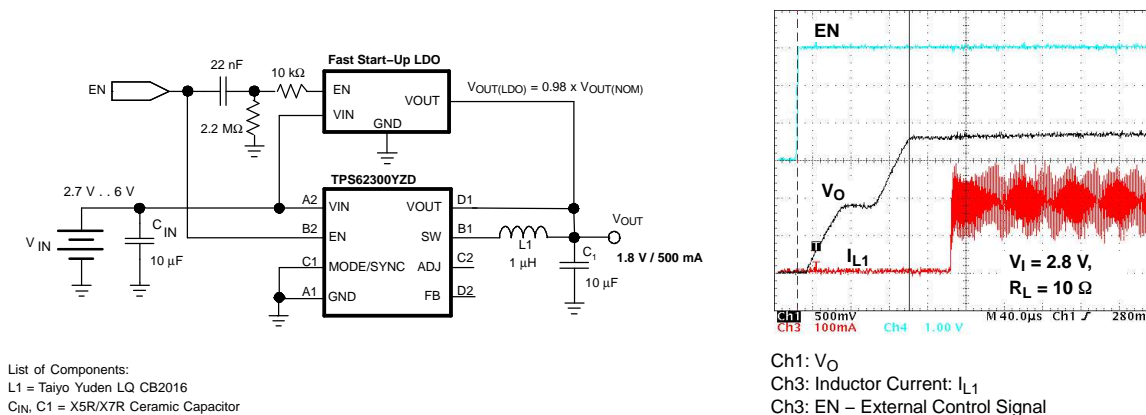 Fast Start−Up LDO
EN
22 nF
10 kΩ
2.2 MΩ
EN
VIN
VOUT
GND
VOUT(LDO) = 0.98 x VOUT(NOM)
TPS62300YZD
2.7 V . . 6 V
V IN
C IN
10 µF
A2
VIN
B2
EN
C1
MODE/SYNC
A1
GND
VOUT
D1
SW
B1
ADJ
C2
FB
D2
L1
1 µH
VOUT
1.8 V / 500 mA
C1
10 µF
List of Components:
L1 = Taiyo Yuden LQ CB2016
CIN, C1 = X5R/X7R Ceramic Capacitor
EN
VO
IL1
VI = 2.8 V,
RL = 10 Ω
Ch1 500mV M 40.0µs Ch1 280m
Ch3 100mA Ch4 1.00 V
Ch1: VO
Ch3: Inductor Current: IL1
Ch3: EN – External Control Signal